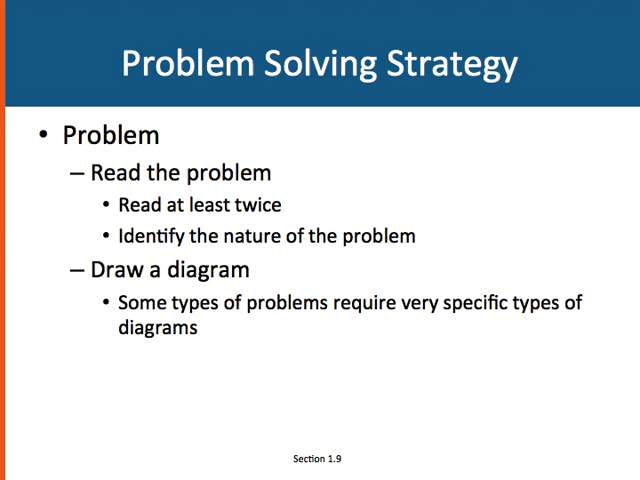 Problem Solving Strategy
• Problem
– Read the problem
• Read at least twice
• Identify the nature of the problem
– Draw a diagram
• Some types of problems require very specific types of
diagrams
Section 1.9